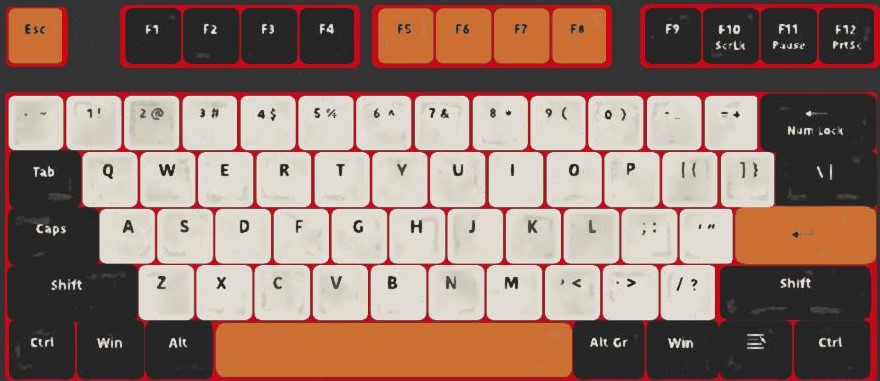 Esc F1 F2 F3 F4 F5 F6 F7 F8 F9 F10 F11 F12
ScrLk Pause PrtSc
1! 2@ 3# 4$ 5% 6^ 7& 8* 9( 0) -_ =+ ←
Num Lock
Tab Q W E R T Y U I O P [{ ]} \|
Caps A S D F G H J K L ;: '" ↵
Shift Z X C V B N M ,< .> /? Shift
Ctrl Win Alt Alt Gr Win Ctrl